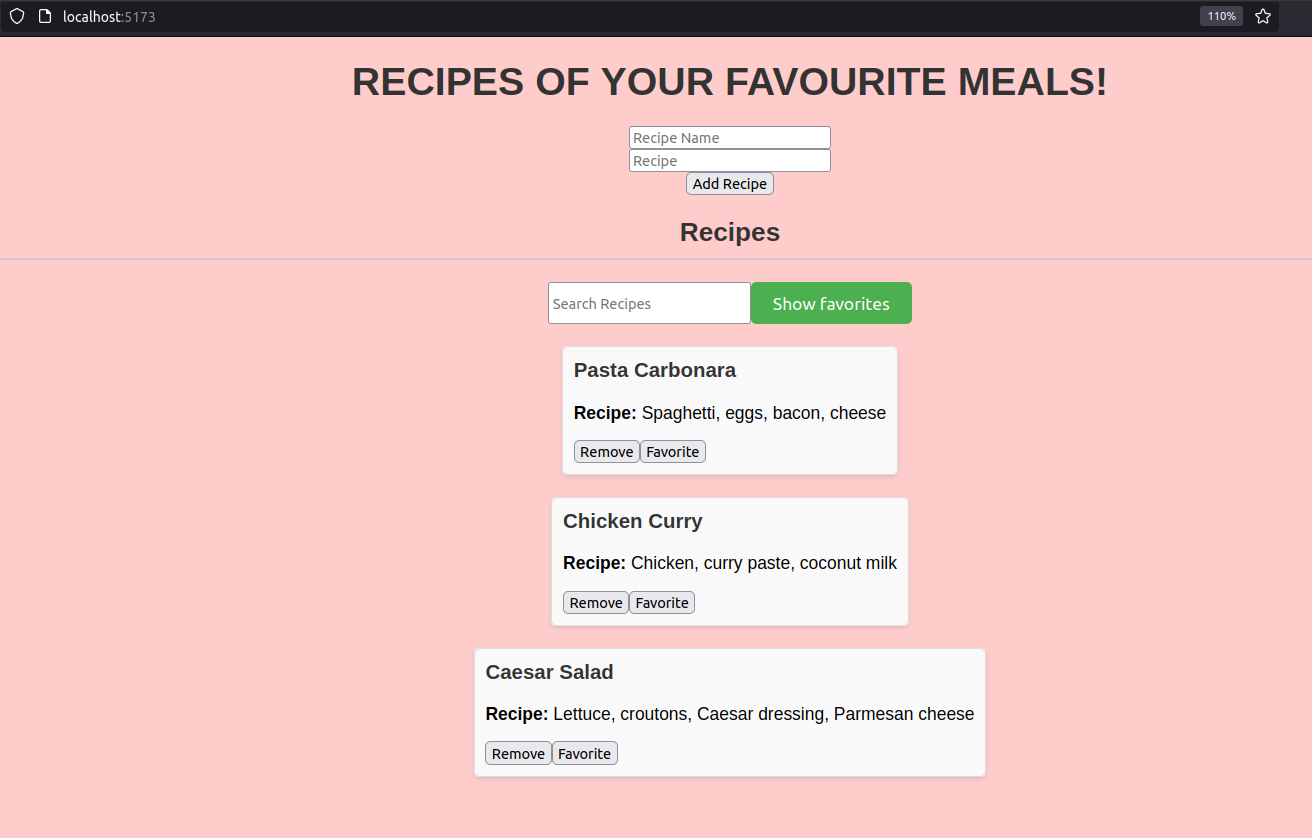 localhost:5173
110%
RECIPES OF YOUR FAVOURITE MEALS!
Recipe Name
Recipe
Add Recipe
Recipes
Search Recipes
Show favorites
Pasta Carbonara
Recipe: Spaghetti, eggs, bacon, cheese
Remove Favorite
Chicken Curry
Recipe: Chicken, curry paste, coconut milk
Remove Favorite
Caesar Salad
Recipe: Lettuce, croutons, Caesar dressing, Parmesan cheese
Remove Favorite